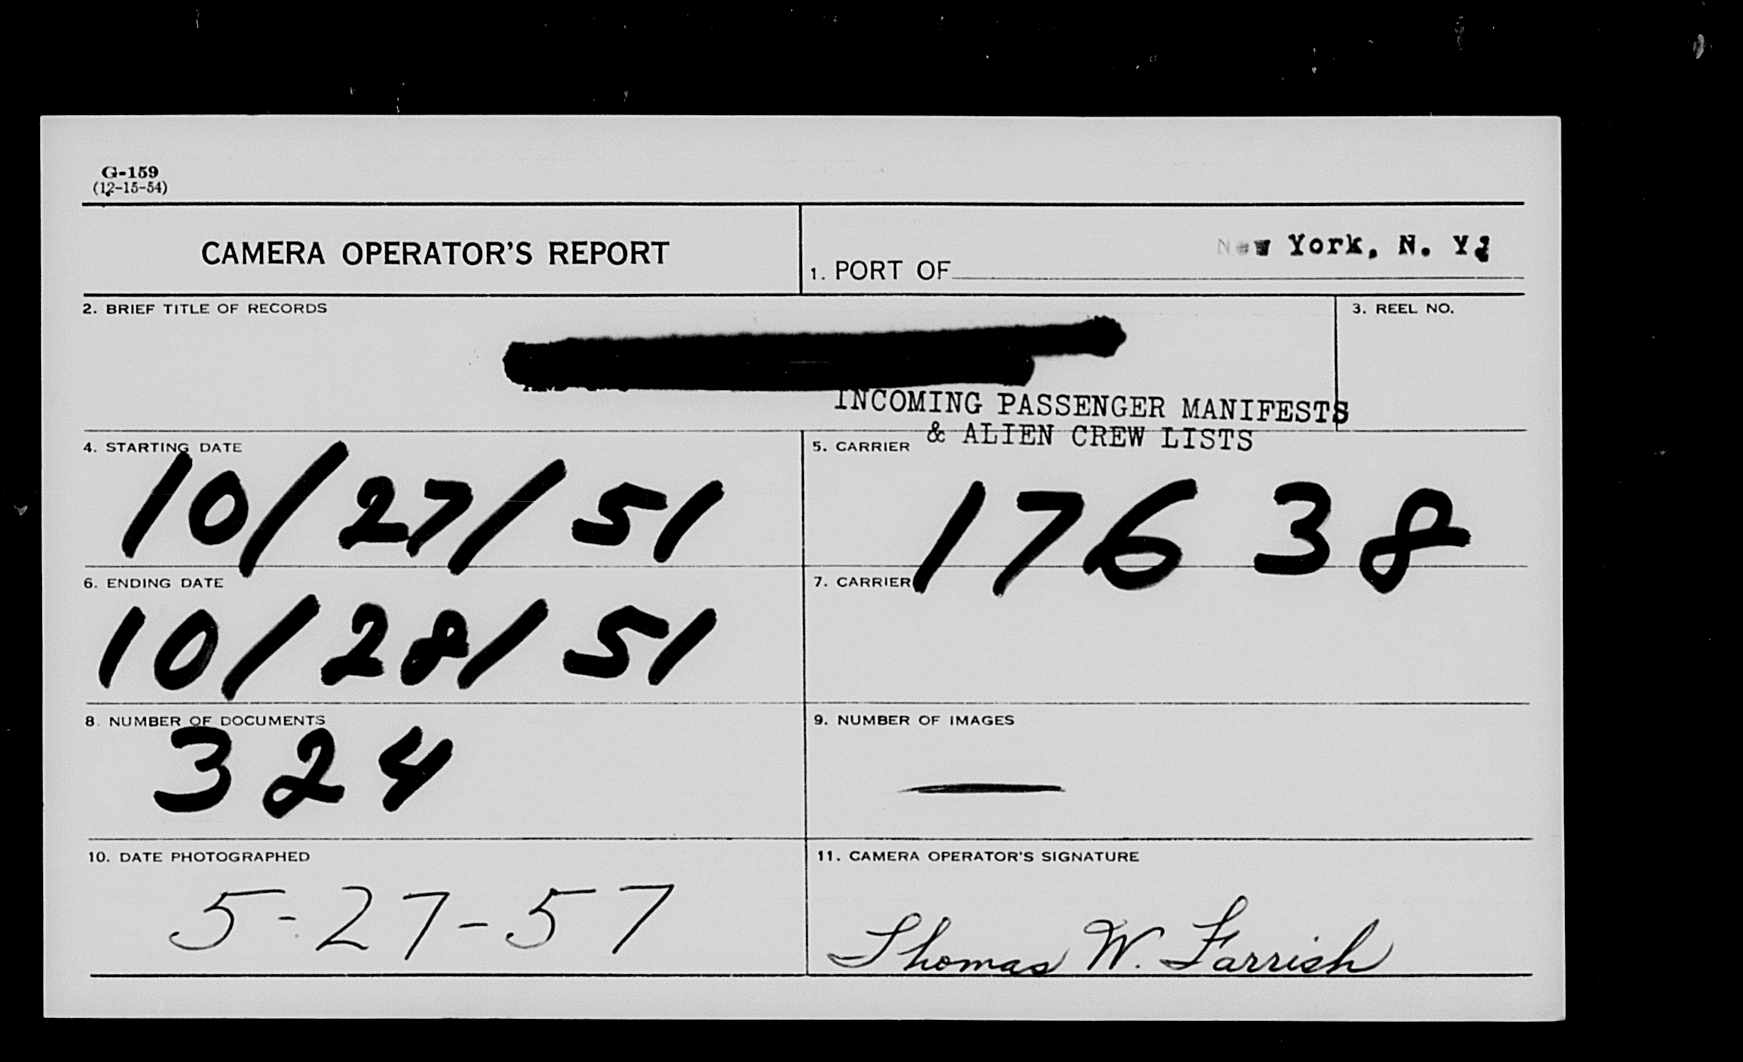 G-159
(12-15-54)
CAMERA OPERATOR'S REPORT
1. PORT OF New York, N. Y.
2. BRIEF TITLE OF RECORDS
3. REEL NO.
INCOMING PASSENGER MANIFESTS
& ALIEN CREW LISTS
4. STARTING DATE
10/27/51
5. CARRIER
17638
6. ENDING DATE
10/28/51
7. CARRIER
8. NUMBER OF DOCUMENTS
324
9. NUMBER OF IMAGES
—
10. DATE PHOTOGRAPHED
5-27-57
11. CAMERA OPERATOR'S SIGNATURE
Thomas W. Farrish